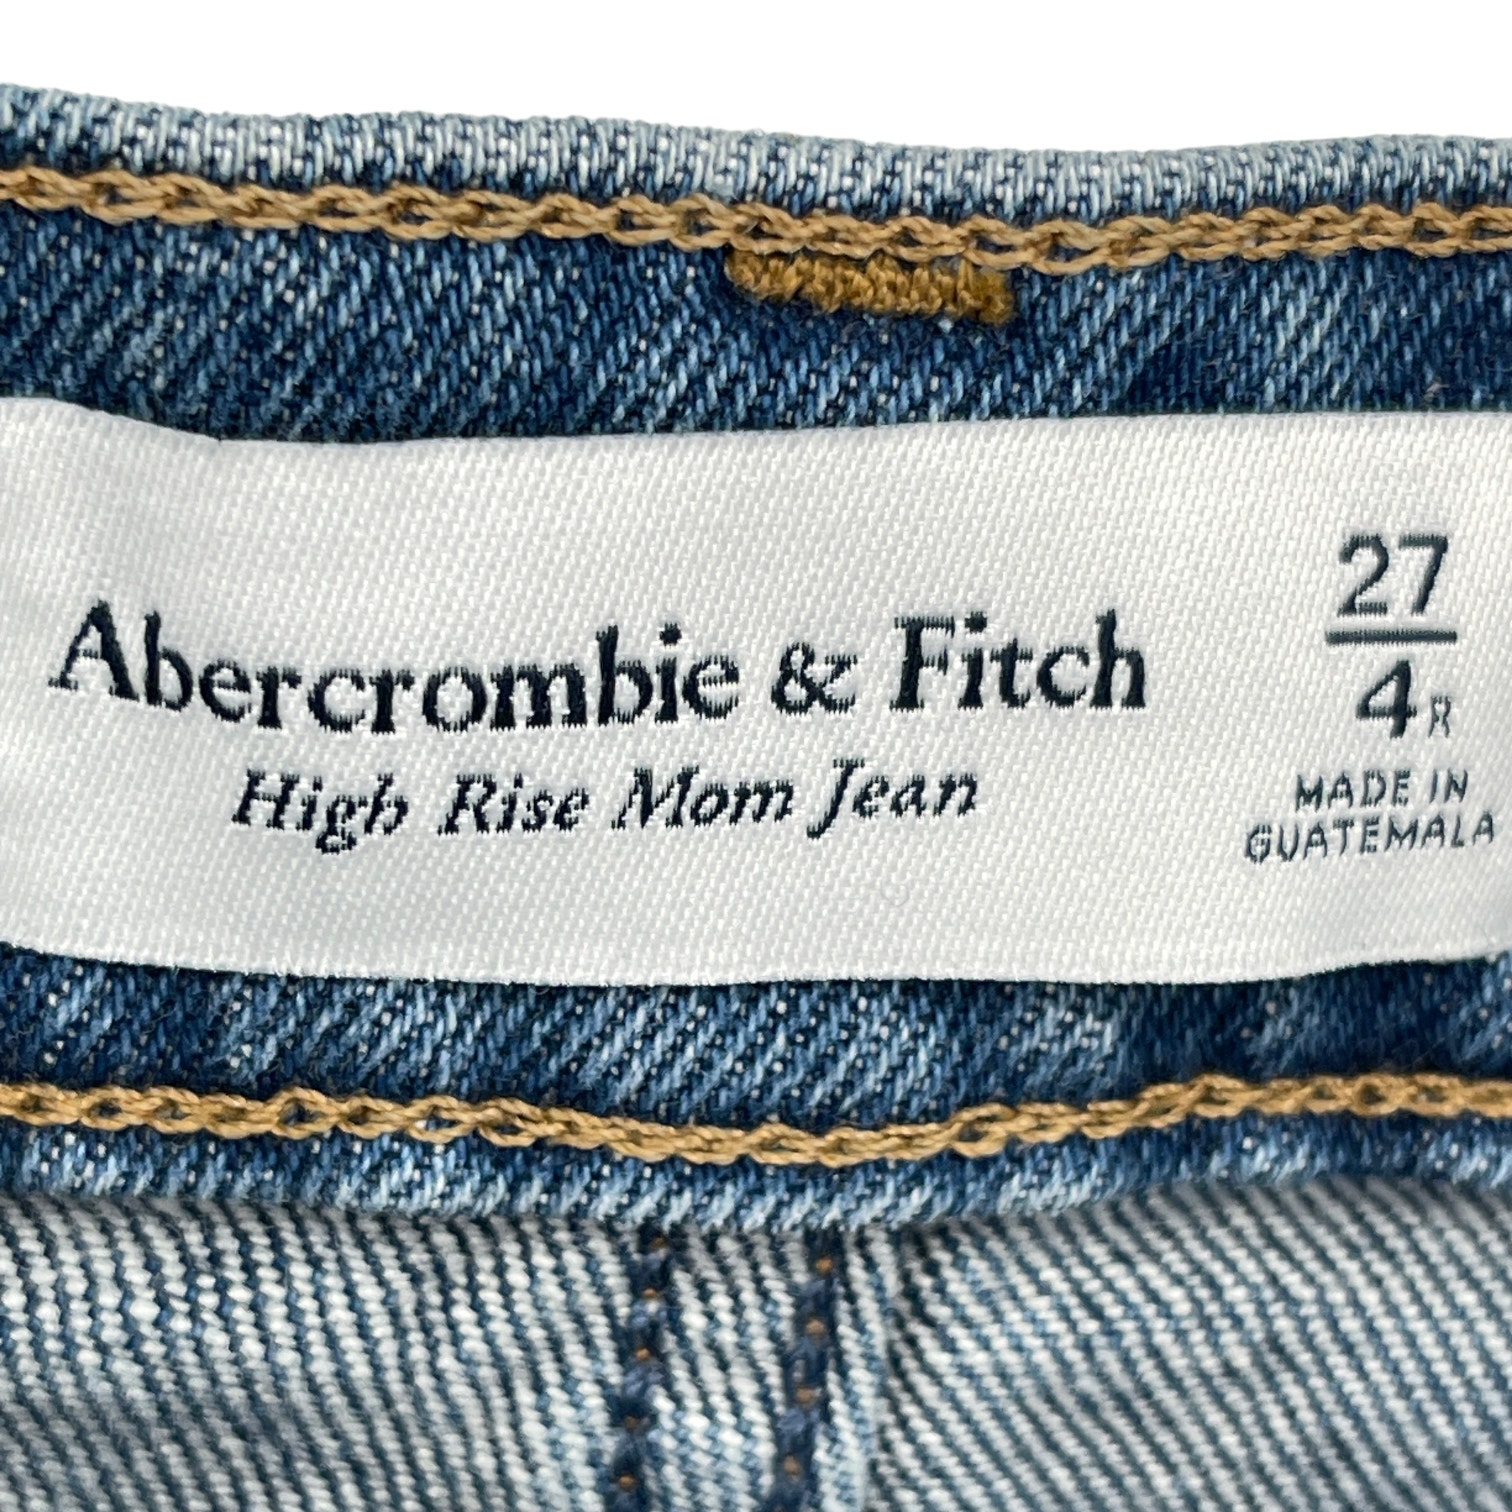 Abercrombie & Fitch
High Rise Mom Jean
27
4R
MADE IN
GUATEMALA